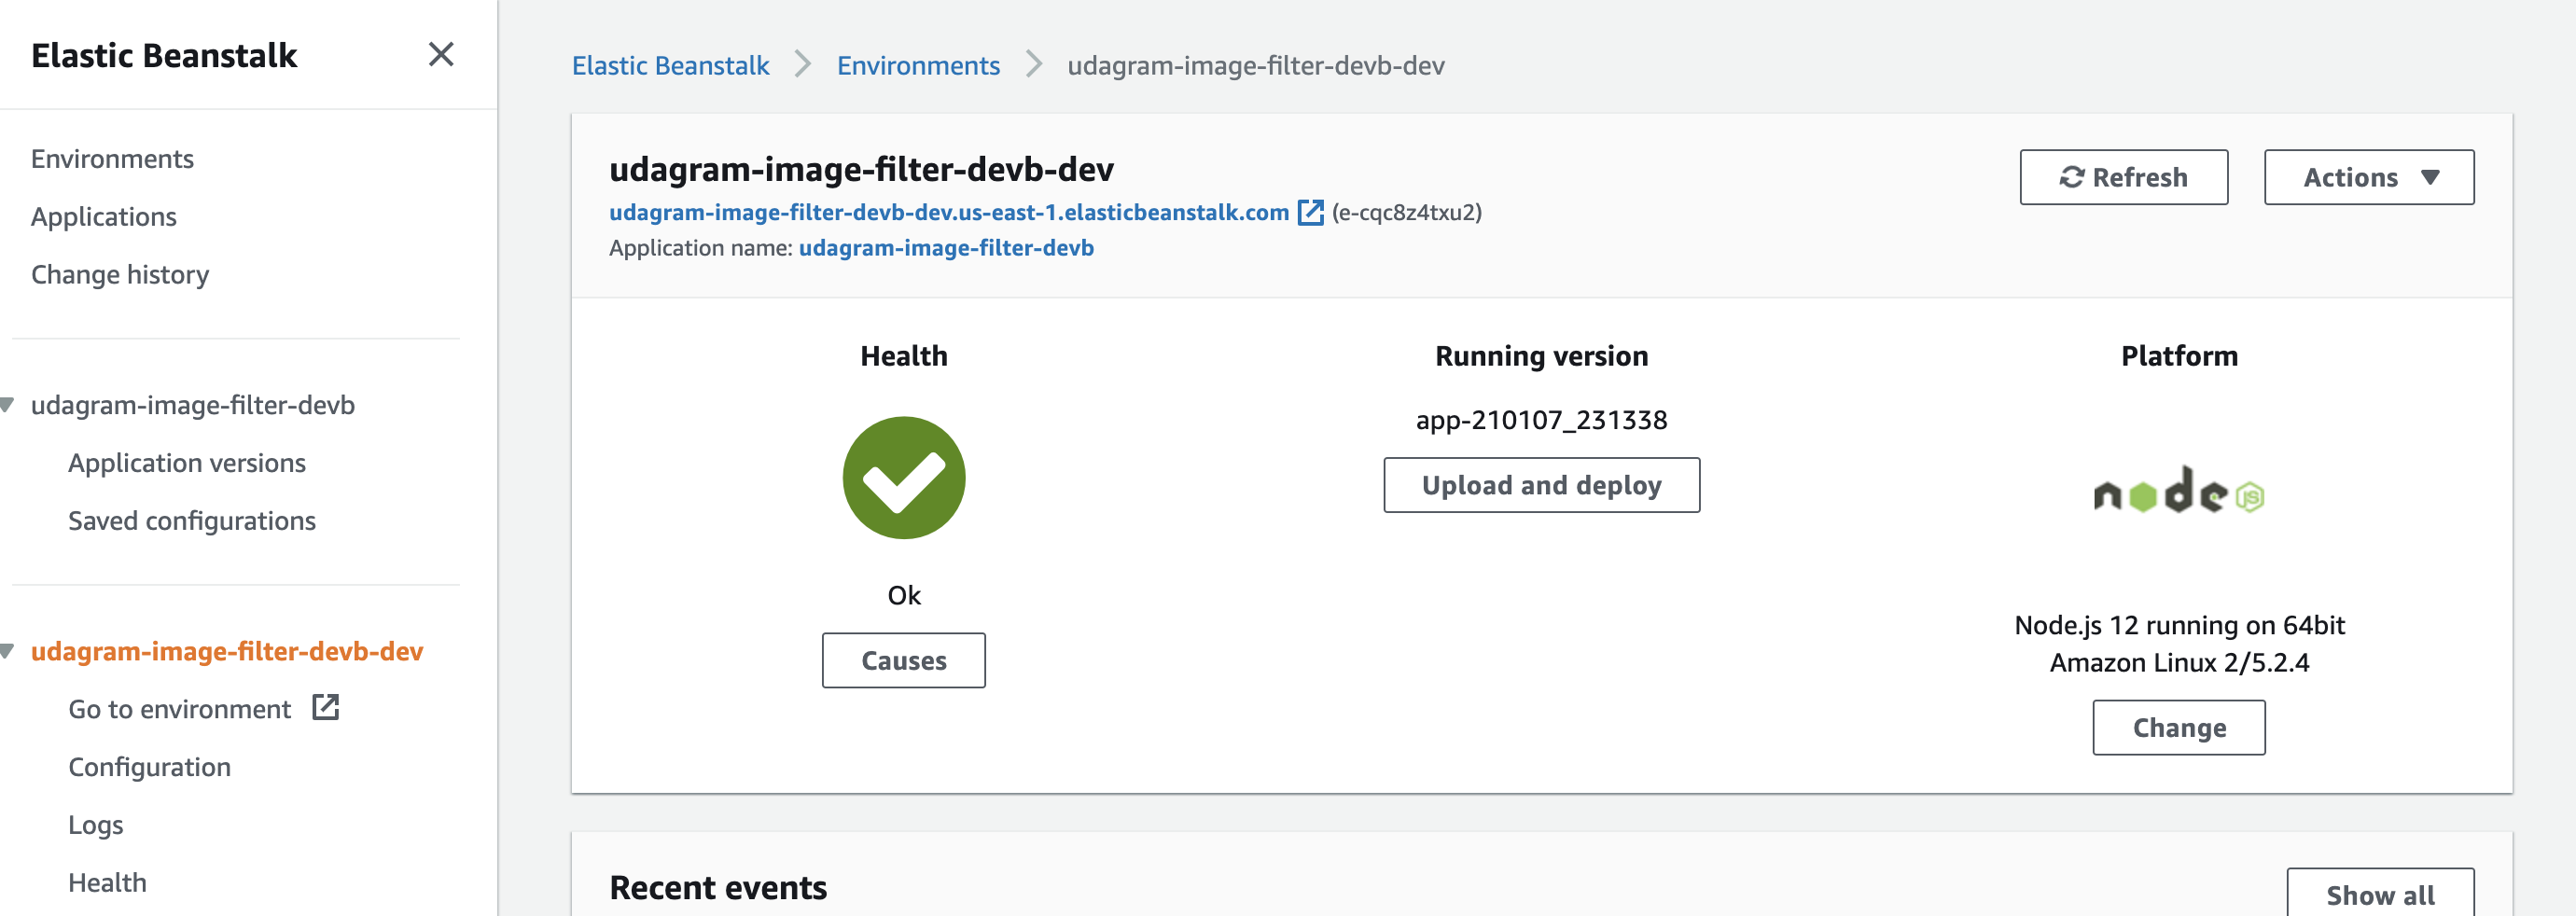 Elastic Beanstalk
Environments
Applications
Change history
udagram-image-filter-devb
Application versions
Saved configurations
udagram-image-filter-devb-dev
Go to environment
Configuration
Logs
Health
Elastic Beanstalk Environments udagram-image-filter-devb-dev
udagram-image-filter-devb-dev
udagram-image-filter-devb-dev.us-east-1.elasticbeanstalk.com (e-cqc8z4txu2)
Application name: udagram-image-filter-devb
Refresh
Actions
Health
Ok
Causes
Running version
app-210107_231338
Upload and deploy
Platform
node JS
Node.js 12 running on 64bit
Amazon Linux 2/5.2.4
Change
Recent events
Show all